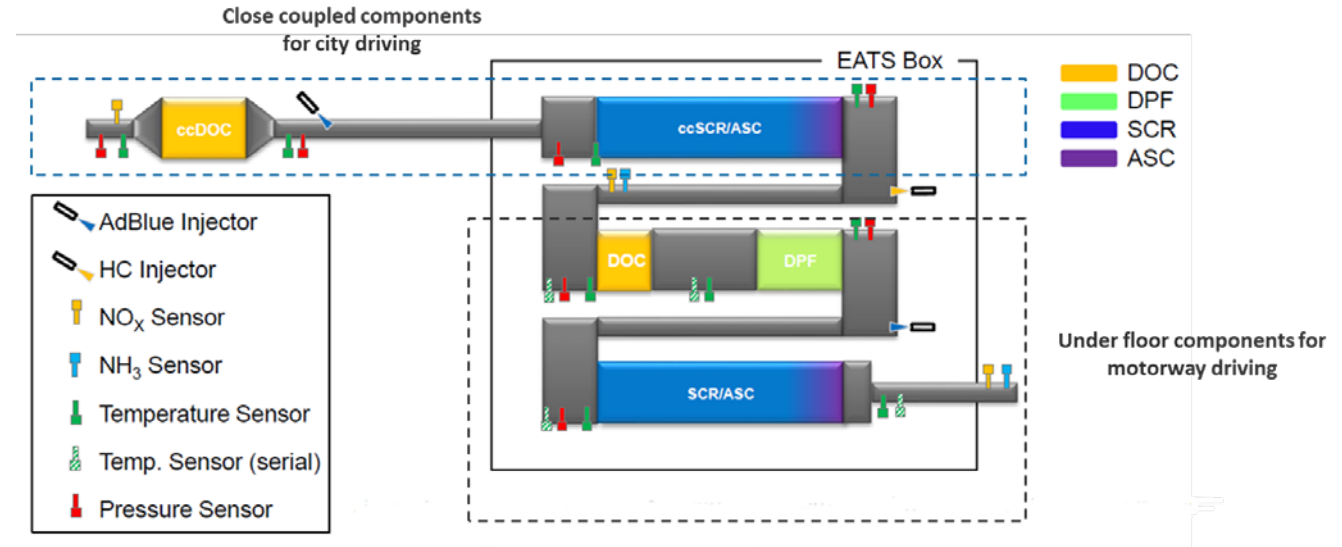 Close coupled components
for city driving
EATS Box
DOC
DPF
SCR
ASC
ccDOC
ccSCR/ASC
AdBlue Injector
HC Injector
NOX Sensor
NH3 Sensor
Temperature Sensor
Temp. Sensor (serial)
Pressure Sensor
DOC
DPF
SCR/ASC
Under floor components for
motorway driving